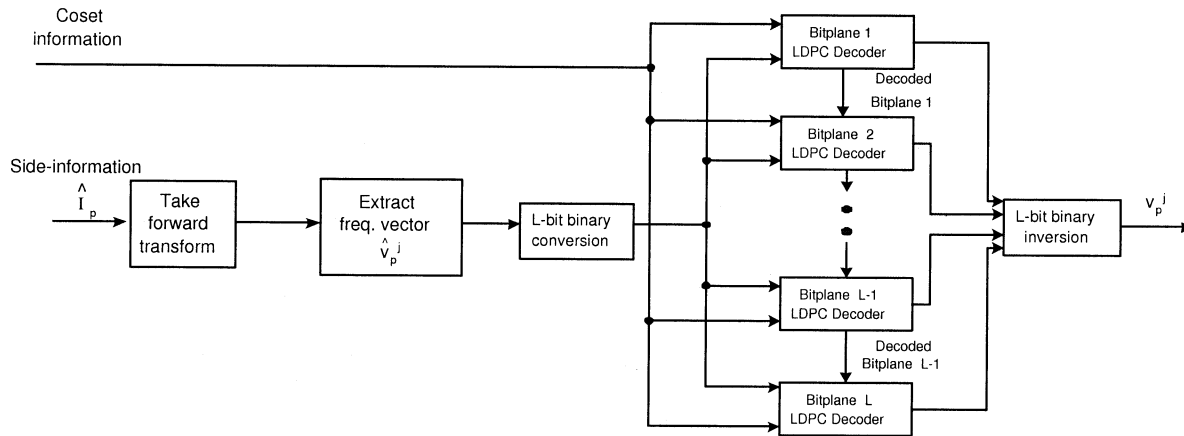 Coset
information
Side-information
^
I p
Take
forward
transform
Extract
freq. vector
^
v p j
L-bit binary
conversion
Bitplane 1
LDPC Decoder
Decoded
Bitplane 1
Bitplane 2
LDPC Decoder
Bitplane L-1
LDPC Decoder
Decoded
Bitplane L-1
Bitplane L
LDPC Decoder
L-bit binary
inversion
v p j